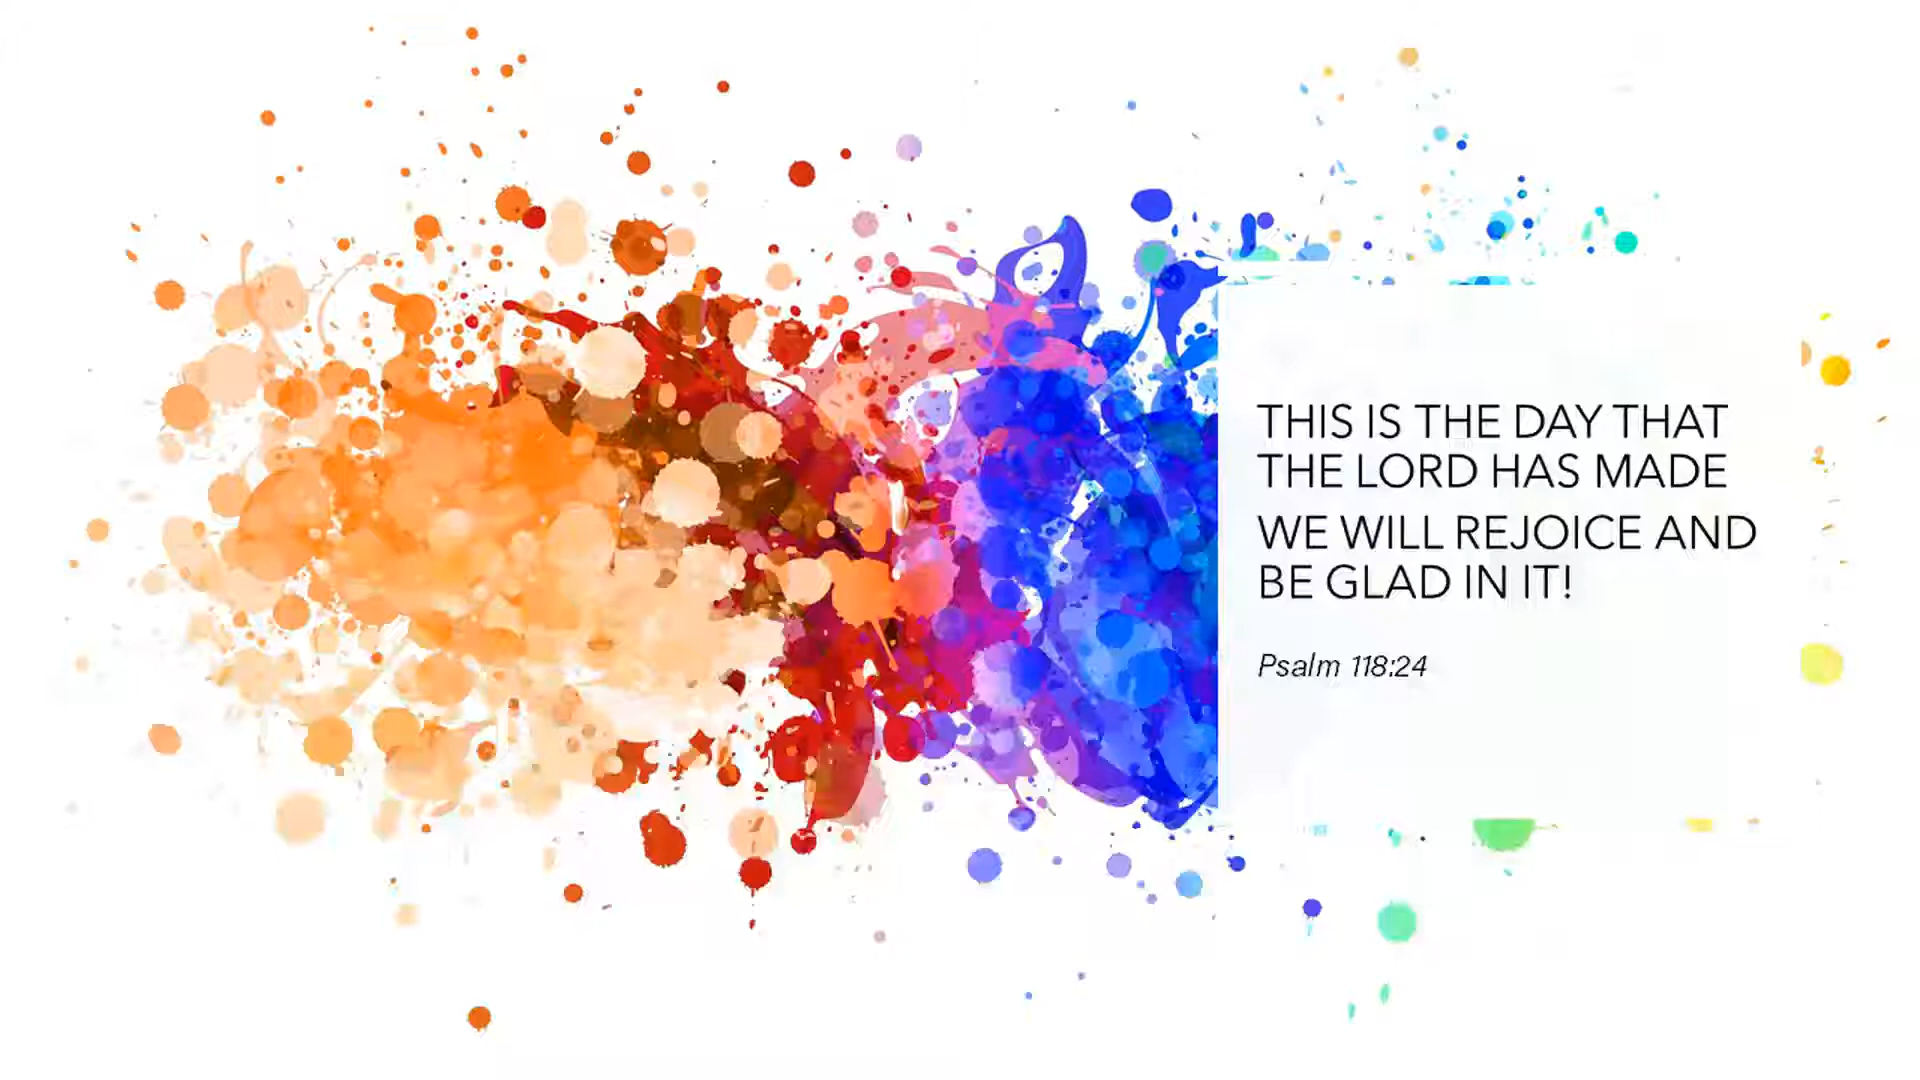 THIS IS THE DAY THAT
THE LORD HAS MADE
WE WILL REJOICE AND
BE GLAD IN IT!
Psalm 118:24